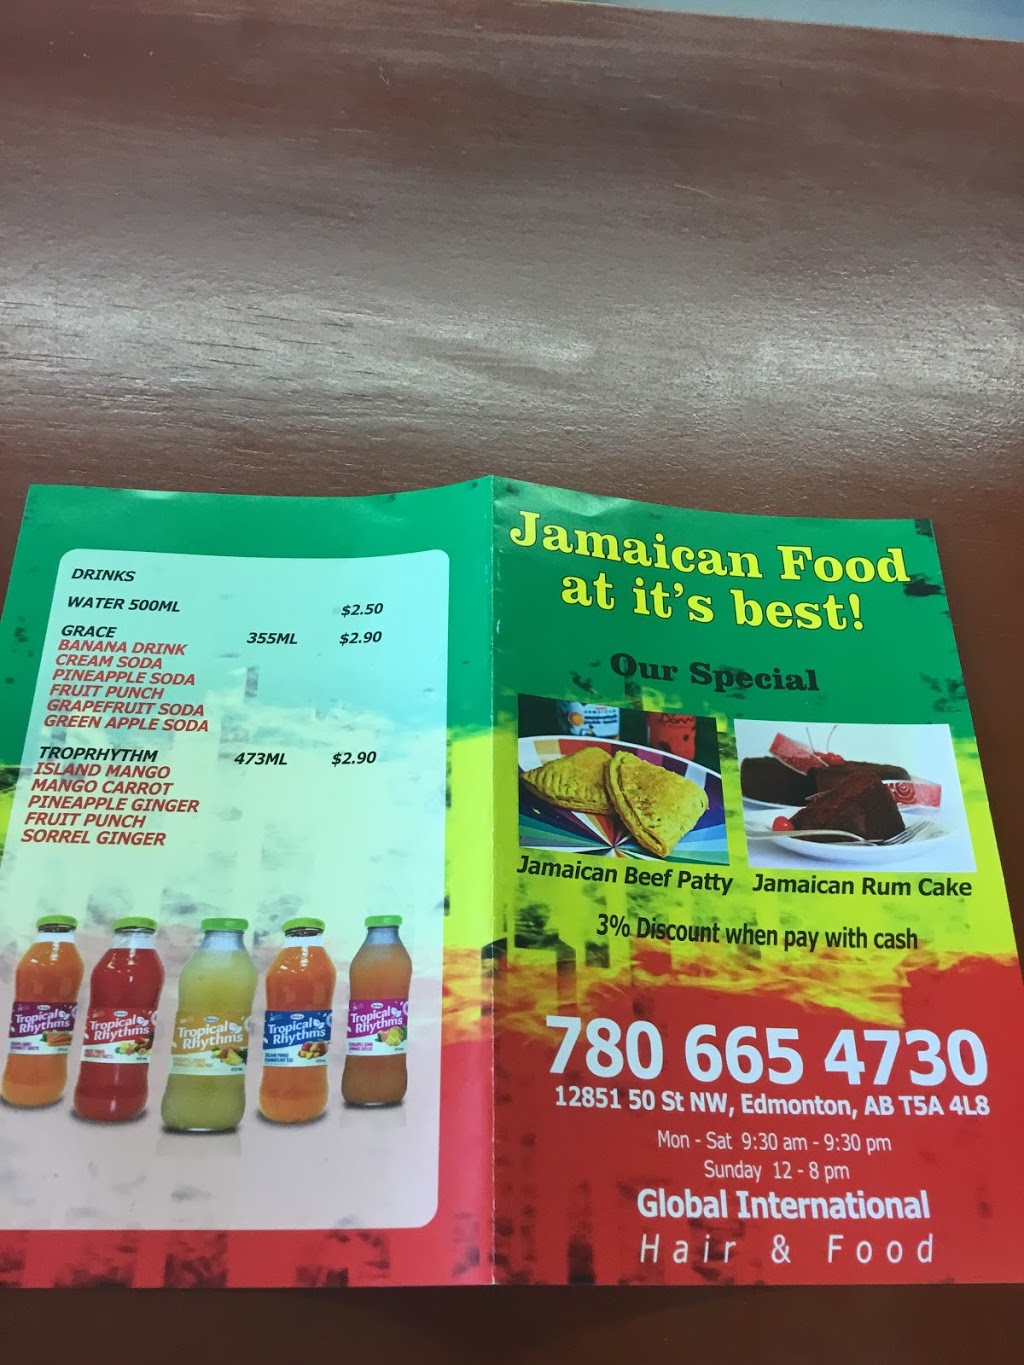 DRINKS
WATER 500ML $2.50
GRACE 355ML $2.90
BANANA DRINK
CREAM SODA
PINEAPPLE SODA
FRUIT PUNCH
GRAPEFRUIT SODA
GREEN APPLE SODA
TROPRHYTHM 473ML $2.90
ISLAND MANGO
MANGO CARROT
PINEAPPLE GINGER
FRUIT PUNCH
SORREL GINGER
Tropical
Rhythms
Tropical
Rhythms
Tropical
Rhythms
Tropical
Rhythms
Tropical
Rhythms
Jamaican Food
at it's best!
Our Special
Jamaican Beef Patty Jamaican Rum Cake
3% Discount when pay with cash
780 665 4730
12851 50 St NW, Edmonton, AB T5A 4L8
Mon - Sat 9:30 am - 9:30 pm
Sunday 12 - 8 pm
Global International
Hair & Food